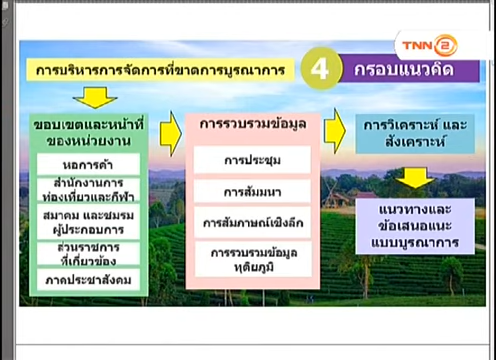 TNN 2
การบริหารการจัดการที่ขาดการบูรณาการ
4
กรอบแนวคิด
ขอบเขตและหน้าที่
ของหน่วยงาน
หอการค้า
สำนักงานการ
ท่องเที่ยวและกีฬา
สมาคม และชมรม
ผู้ประกอบการ
ส่วนราชการ
ที่เกี่ยวข้อง
ภาคประชาสังคม
การรวบรวมข้อมูล
การประชุม
การสัมมนา
การสัมภาษณ์เชิงลึก
การรวบรวมข้อมูล
ทุติยภูมิ
การวิเคราะห์ และ
สังเคราะห์
แนวทางและ
ข้อเสนอแนะ
แบบบูรณาการ